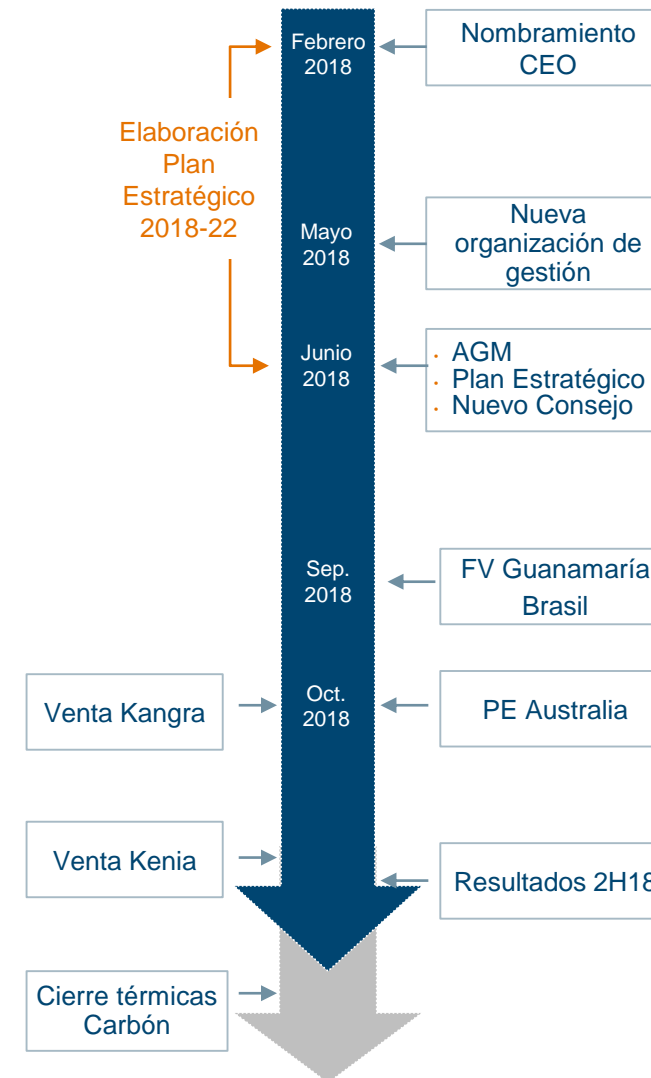 Febrero
2018
Nombramiento
CEO
Elaboración
Plan
Estratégico
2018-22
Mayo
2018
Nueva
organización de
gestión
Junio
2018
· AGM
· Plan Estratégico
· Nuevo Consejo
Sep.
2018
FV Guanamaría
Brasil
Venta Kangra
Oct.
2018
PE Australia
Venta Kenia
Resultados 2H18
Cierre térmicas
Carbón